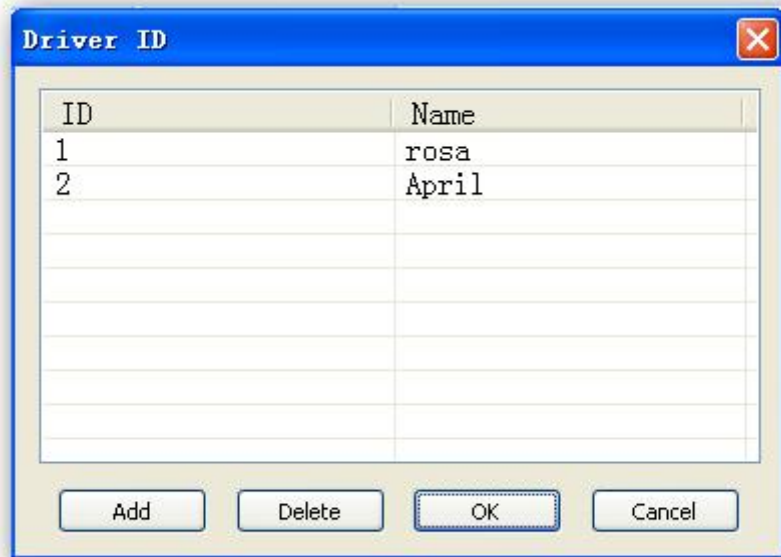 Driver ID
ID Name
1 rosa
2 April
Add Delete OK Cancel